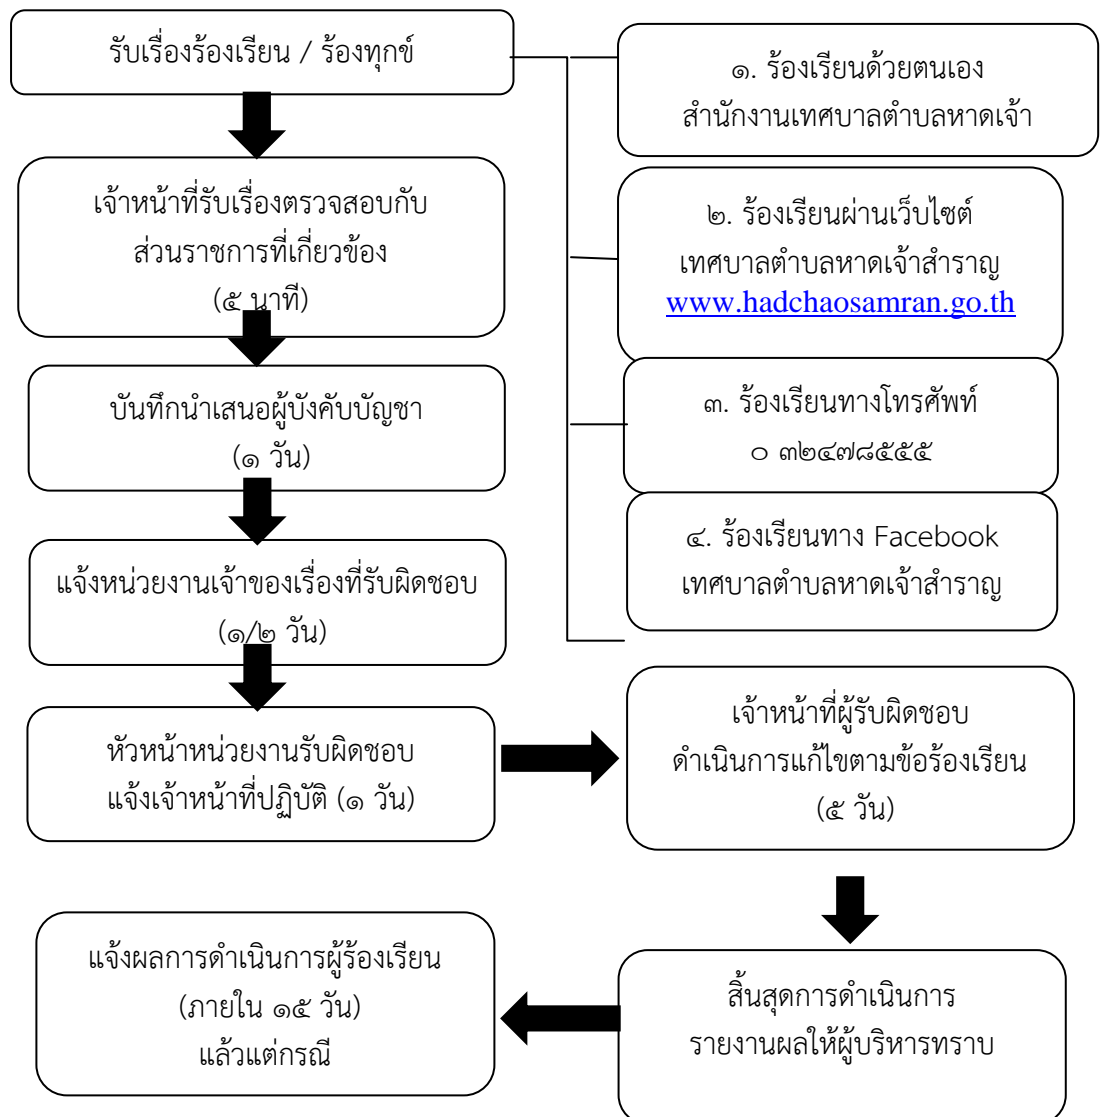 รับเรื่องร้องเรียน / ร้องทุกข์
๑. ร้องเรียนด้วยตนเอง
สำนักงานเทศบาลตำบลหาดเจ้า
เจ้าหน้าที่รับเรื่องตรวจสอบกับ
ส่วนราชการที่เกี่ยวข้อง
(๕ นาที)
๒. ร้องเรียนผ่านเว็บไซต์
เทศบาลตำบลหาดเจ้าสำราญ
www.hadchaosamran.go.th
บันทึกนำเสนอผู้บังคับบัญชา
(๑ วัน)
๓. ร้องเรียนทางโทรศัพท์
๐ ๓๒๔๗๘๕๕๕
แจ้งหน่วยงานเจ้าของเรื่องที่รับผิดชอบ
(๑/๒ วัน)
๔. ร้องเรียนทาง Facebook
เทศบาลตำบลหาดเจ้าสำราญ
หัวหน้าหน่วยงานรับผิดชอบ
แจ้งเจ้าหน้าที่ปฏิบัติ (๑ วัน)
เจ้าหน้าที่ผู้รับผิดชอบ
ดำเนินการแก้ไขตามข้อร้องเรียน
(๕ วัน)
สิ้นสุดการดำเนินการ
รายงานผลให้ผู้บริหารทราบ
แจ้งผลการดำเนินการผู้ร้องเรียน
(ภายใน ๑๕ วัน)
แล้วแต่กรณี